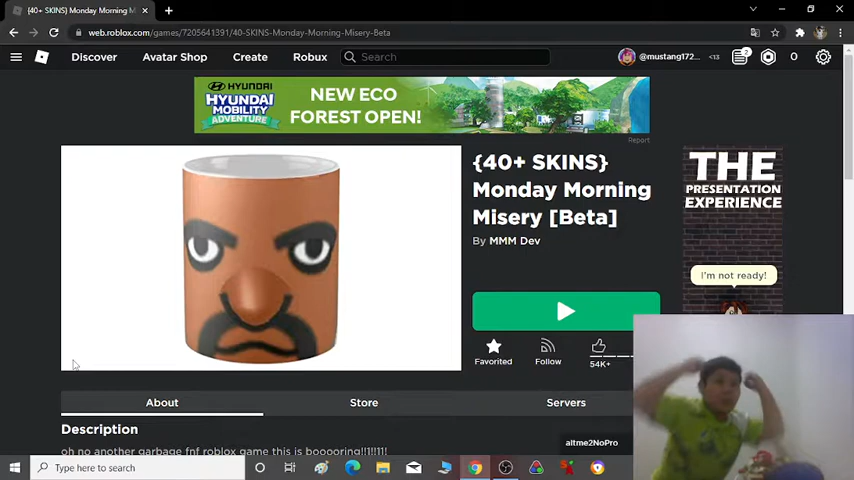 {40+ SKINS} Monday Morning M
web.roblox.com/games/7205641391/40-SKINS-Monday-Morning-Misery-Beta
Discover
Avatar Shop
Create
Robux
Search
@mustang172...
<13
2
0
HYUNDAI
HYUNDAI
MOBILITY
ADVENTURE
NEW ECO
FOREST OPEN!
Report
{40+ SKINS}
Monday Morning
Misery [Beta]
By MMM Dev
THE
PRESENTATION
EXPERIENCE
I'm not ready!
Favorited
Follow
54K+
About
Store
Servers
Description
oh no another garbage fnf roblox game this is booooring!!1!!11!
altme2NoPro
Type here to search